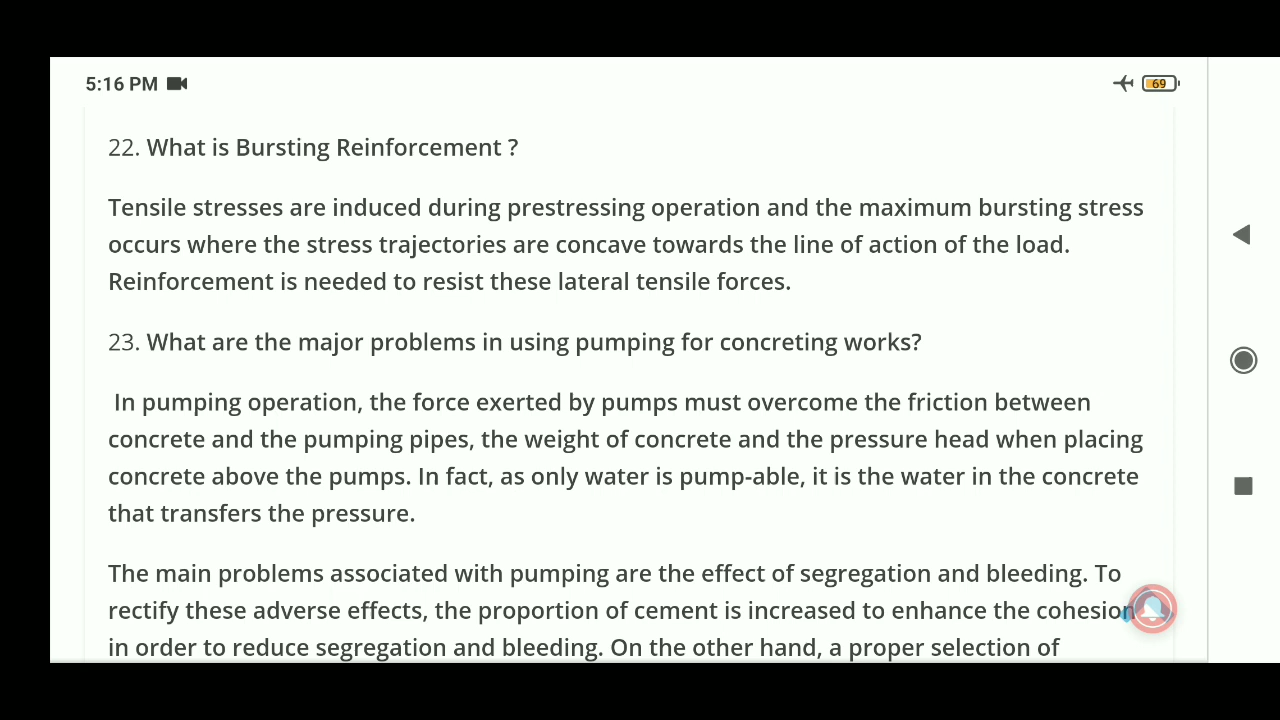 5:16 PM
69
22. What is Bursting Reinforcement ?
Tensile stresses are induced during prestressing operation and the maximum bursting stress
occurs where the stress trajectories are concave towards the line of action of the load.
Reinforcement is needed to resist these lateral tensile forces.
23. What are the major problems in using pumping for concreting works?
In pumping operation, the force exerted by pumps must overcome the friction between
concrete and the pumping pipes, the weight of concrete and the pressure head when placing
concrete above the pumps. In fact, as only water is pump-able, it is the water in the concrete
that transfers the pressure.
The main problems associated with pumping are the effect of segregation and bleeding. To
rectify these adverse effects, the proportion of cement is increased to enhance the cohesion
in order to reduce segregation and bleeding. On the other hand, a proper selection of